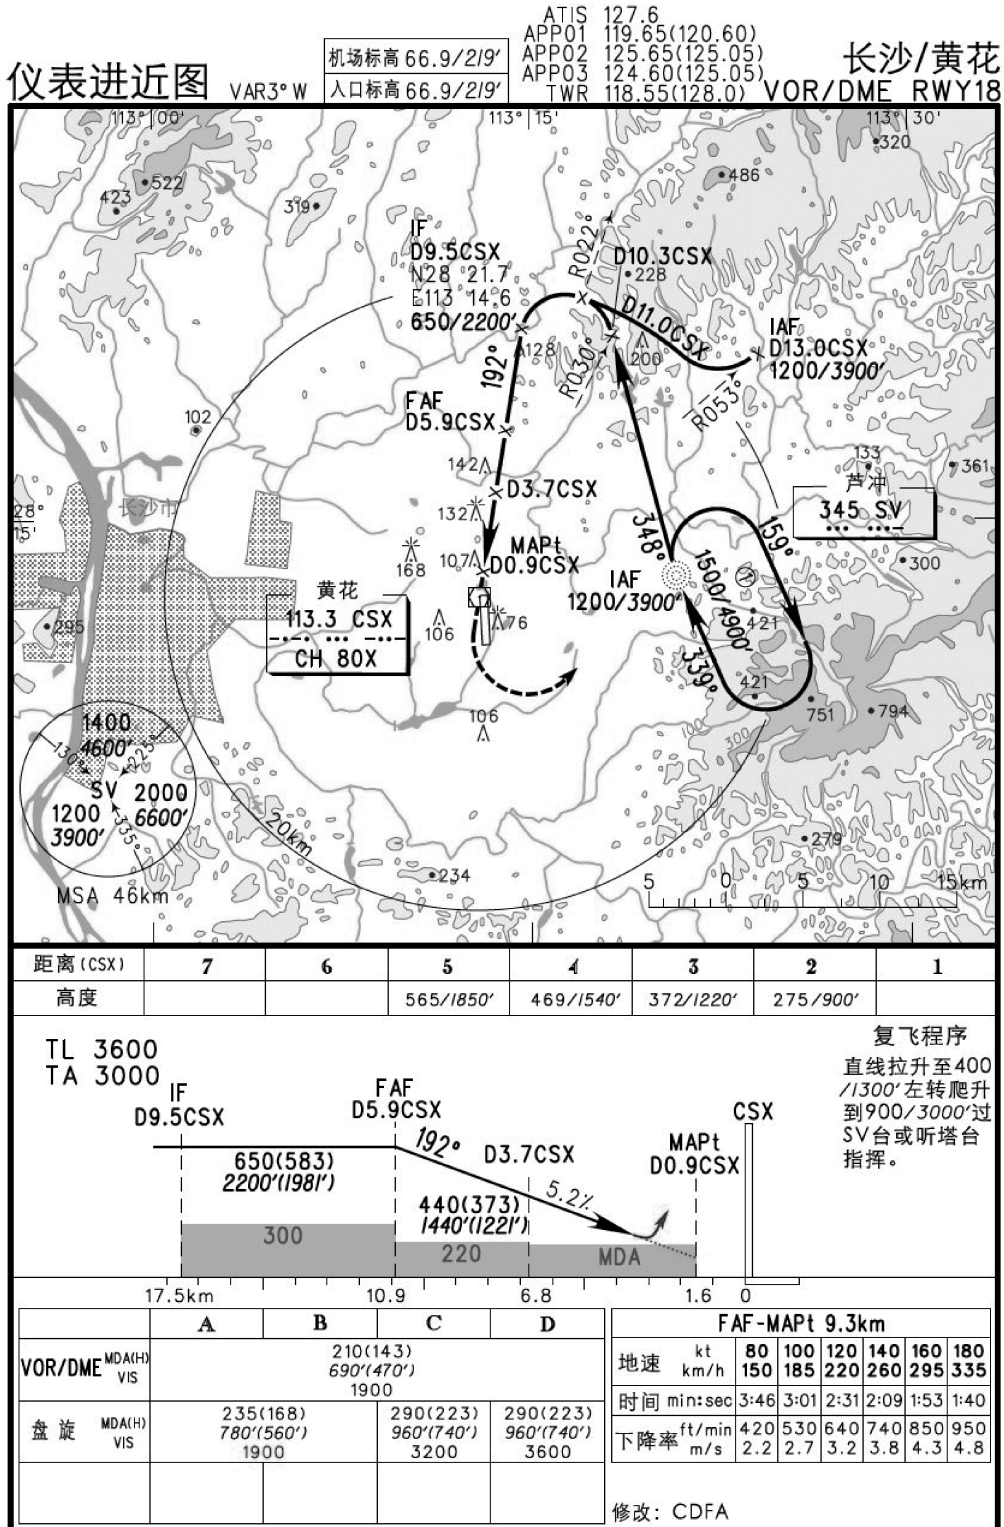 仪表进近图
VAR3° W
机场标高 66.9/219′
入口标高 66.9/219′
ATIS 127.6
APP01 119.65(120.60)
APP02 125.65(125.05)
APP03 124.60(125.05)
TWR 118.55(128.0)
长沙/黄花
VOR/DME RWY18
113° 00′
113° 15′
113° 30′
320
522
423
319
486
IF
D9.5CSX
N28 21.7
E113 14.6
650/2200′
R022°
D10.3CSX
228
D11.0CSX
IAF
D13.0CSX
1200/3900′
128
200
R030°
R053°
192°
FAF
D5.9CSX
102
142
133
361
D3.7CSX
芦冲
345 SV
28°
15′
长沙市
132
348°
159°
MAPt
D0.9CSX
107
168
300
IAF
1200/3900′
1500/4900′
黄花
113.3 CSX
CH 80X
295
106
76
421
339°
421
751
794
106
1400
4600′
130°
225°
SV
2000
6600′
1200
3900′
335°
20km
279
234
MSA 46km
5 0 5 10 15km
距离(CSX) 7 6 5 4 3 2 1
高度 565/1850′ 469/1540′ 372/1220′ 275/900′
TL 3600
TA 3000
复飞程序
直线拉升至400
/1300′左转爬升
到900/3000′过
SV台或听塔台
指挥。
IF
D9.5CSX
FAF
D5.9CSX
192°
D3.7CSX
CSX
MAPt
D0.9CSX
650(583)
2200′(1981′)
5.2%
440(373)
1440′(1221′)
300
220
MDA
17.5km 10.9 6.8 1.6 0
A B C D
VOR/DME MDA(H) VIS
210(143)
690′(470′)
1900
盘旋 MDA(H) VIS
235(168) 290(223) 290(223)
780′(560′) 960′(740′) 960′(740′)
1900 3200 3600
FAF-MAPt 9.3km
地速 kt 80 100 120 140 160 180
km/h 150 185 220 260 295 335
时间 min:sec 3:46 3:01 2:31 2:09 1:53 1:40
下降率 ft/min 420 530 640 740 850 950
m/s 2.2 2.7 3.2 3.8 4.3 4.8
修改: CDFA